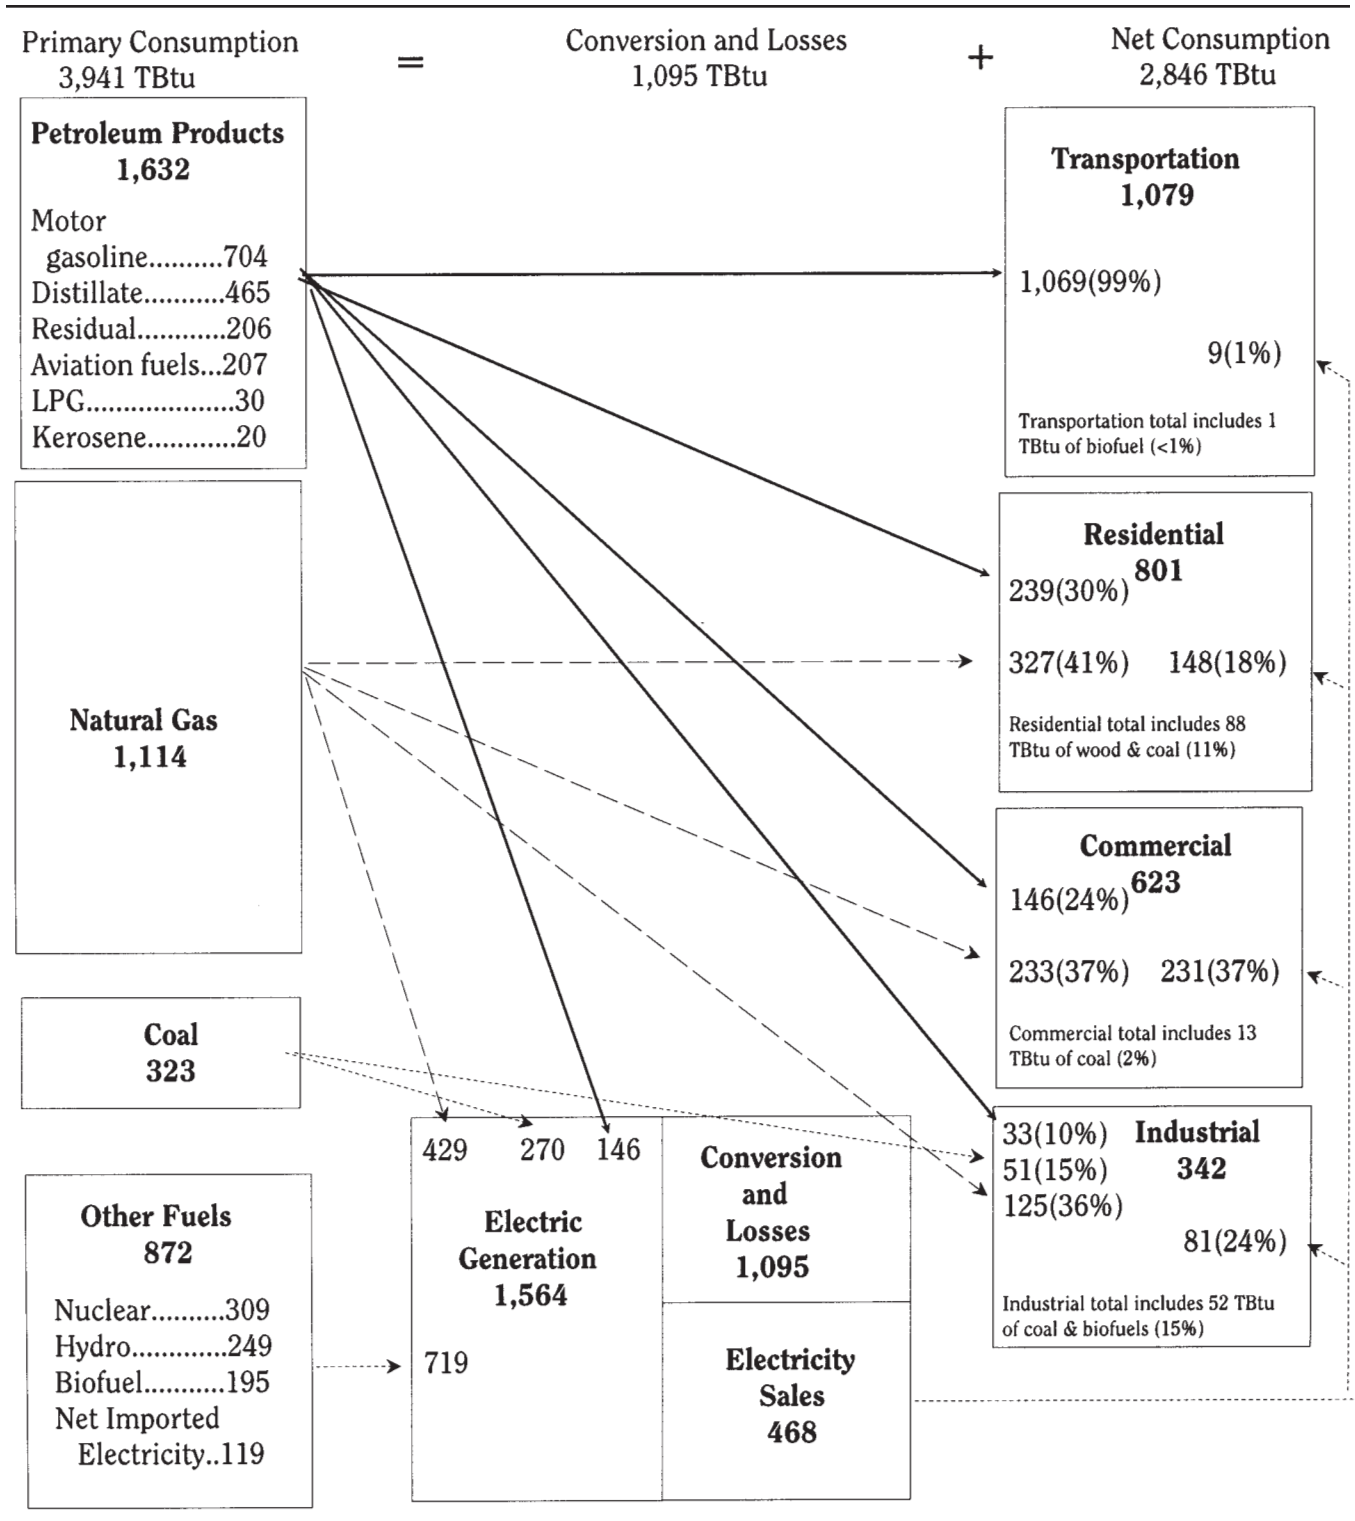 Primary Consumption
3,941 TBtu
=
Conversion and Losses
1,095 TBtu
+
Net Consumption
2,846 TBtu
Petroleum Products
1,632
Motor
gasoline..........704
Distillate...........465
Residual............206
Aviation fuels...207
LPG....................30
Kerosene............20
Natural Gas
1,114
Coal
323
Other Fuels
872
Nuclear..........309
Hydro.............249
Biofuel...........195
Net Imported
Electricity..119
429 270 146
Electric
Generation
1,564
719
Conversion
and
Losses
1,095
Electricity
Sales
468
Transportation
1,079
1,069(99%)
9(1%)
Transportation total includes 1
TBtu of biofuel (<1%)
Residential
801
239(30%)
327(41%) 148(18%)
Residential total includes 88
TBtu of wood & coal (11%)
Commercial
623
146(24%)
233(37%) 231(37%)
Commercial total includes 13
TBtu of coal (2%)
33(10%) Industrial
51(15%) 342
125(36%)
81(24%)
Industrial total includes 52 TBtu
of coal & biofuels (15%)